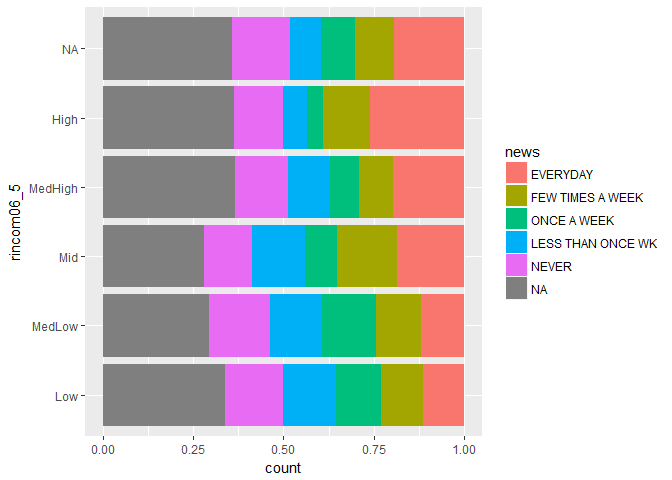 NA
High
MedHigh
Mid
MedLow
Low
rincom06_5
0.00 0.25 0.50 0.75 1.00
count
news
EVERYDAY
FEW TIMES A WEEK
ONCE A WEEK
LESS THAN ONCE WK
NEVER
NA